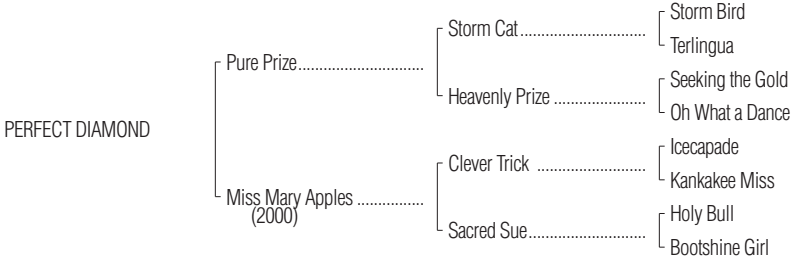 Storm Bird
Storm Cat..............................
Terlingua
Pure Prize..............................
Seeking the Gold
Heavenly Prize ......................
Oh What a Dance
PERFECT DIAMOND
Icecapade
Clever Trick ..........................
Kankakee Miss
Miss Mary Apples ................
(2000)
Holy Bull
Sacred Sue............................
Bootshine Girl